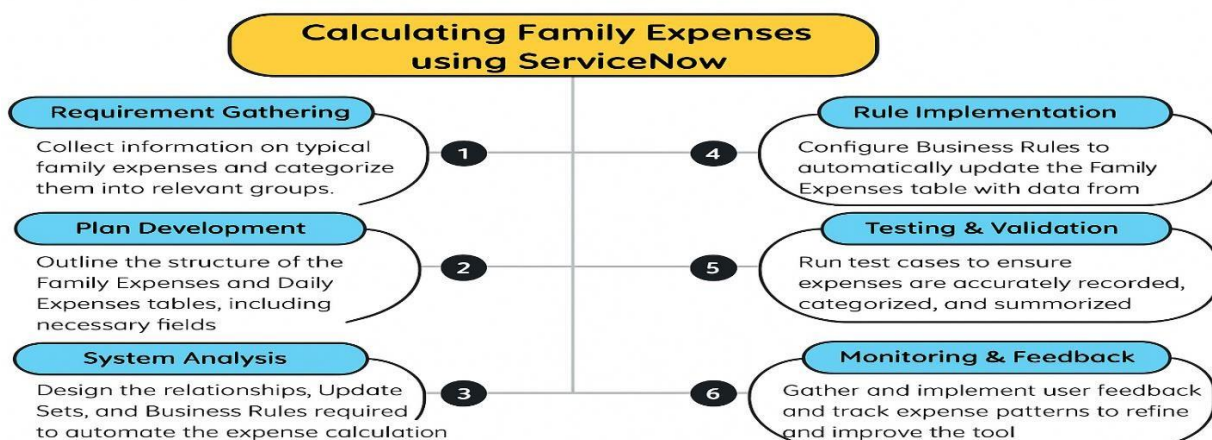 Calculating Family Expenses
using ServiceNow
Requirement Gathering
1
Collect information on typical
family expenses and categorize
them into relevant groups.
Plan Development
2
Outline the structure of the
Family Expenses and Daily
Expenses tables, including
necessary fields
System Analysis
3
Design the relationships, Update
Sets, and Business Rules required
to automate the expense calculation
Rule Implementation
4
Configure Business Rules to
automatically update the Family
Expenses table with data from
Testing & Validation
5
Run test cases to ensure
expenses are accurately recorded,
categorized, and summorized
Monitoring & Feedback
6
Gather and implement user feedback
and track expense patterns to refine
and improve the tool